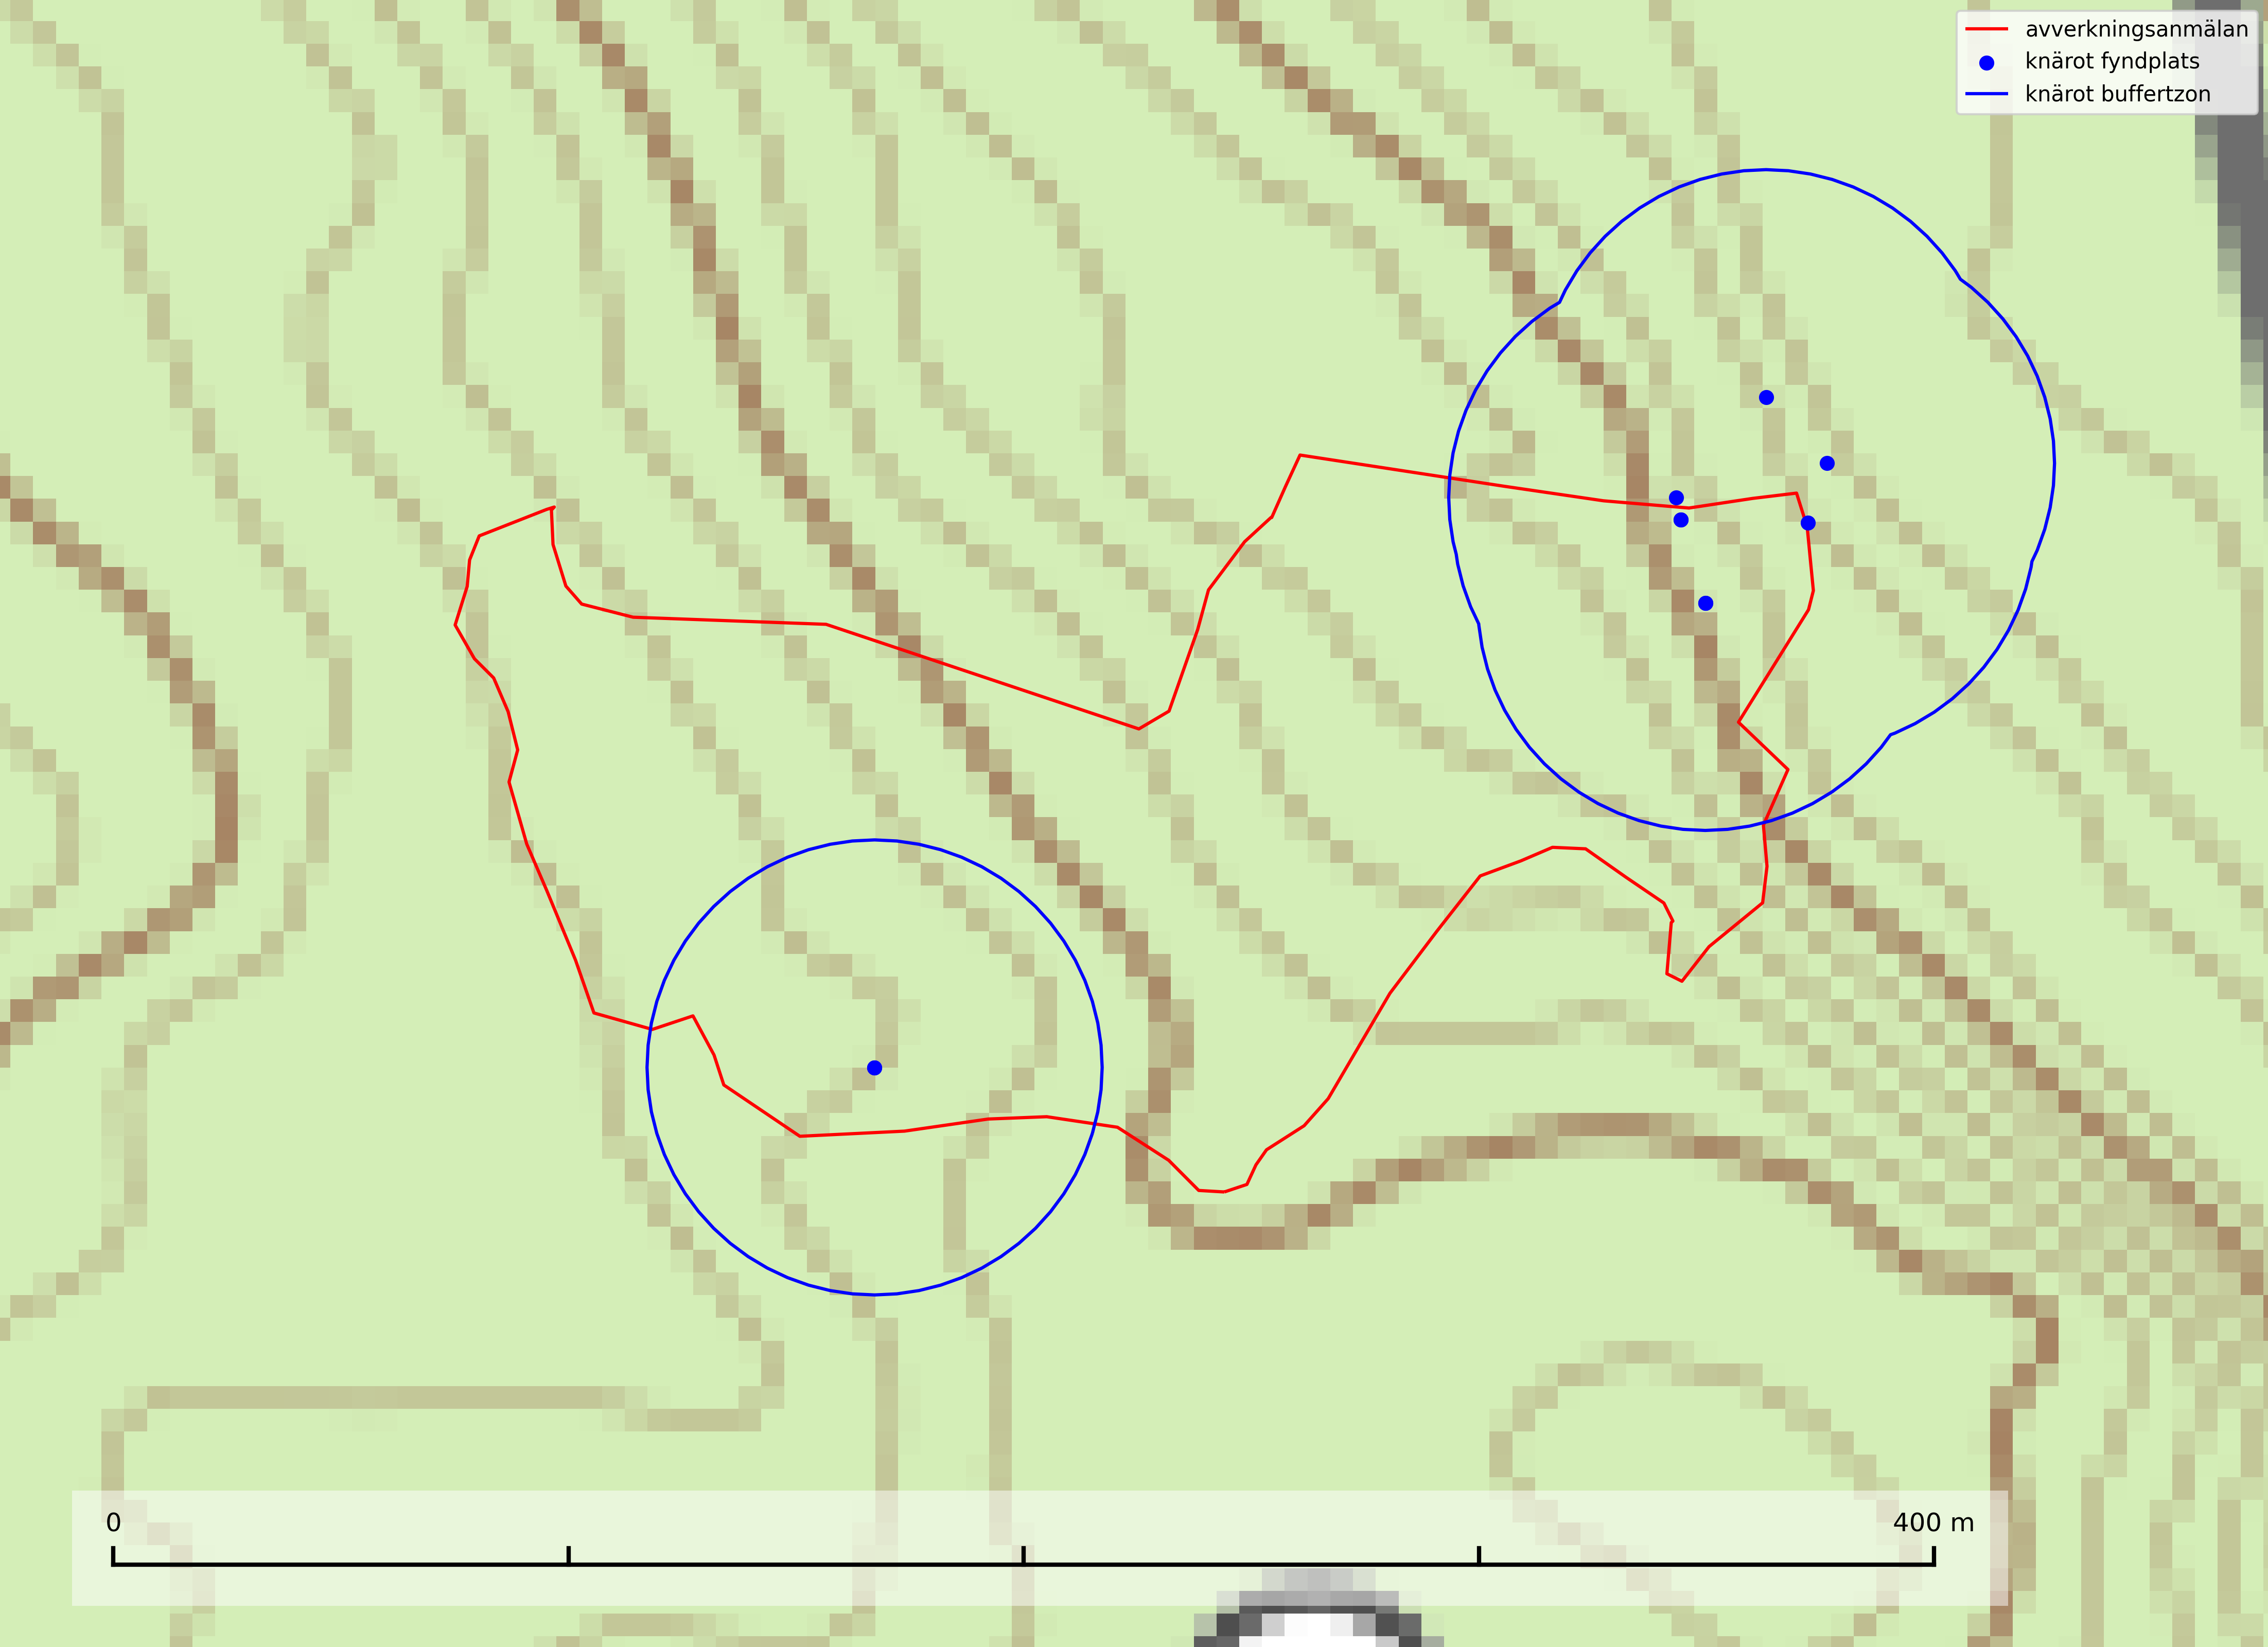 avverkningsanmälan
knärot fyndplats
knärot buffertzon
0
400 m